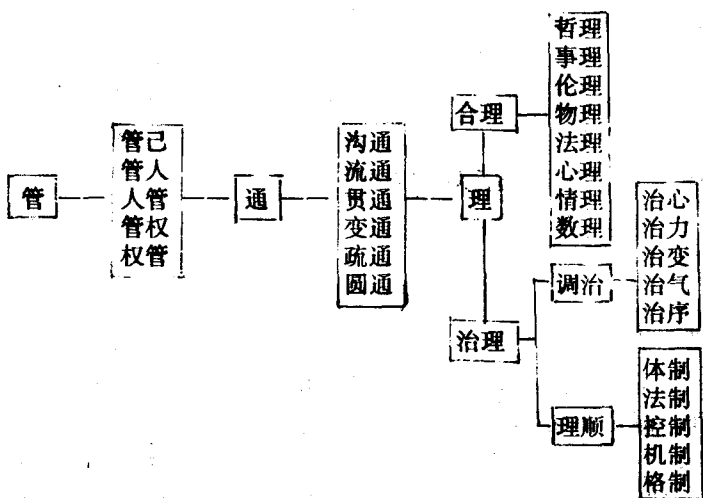 管
管己
管人
人管
管权
权管
通
沟通
流通
贯通
变通
疏通
圆通
理
合理
哲理
事理
伦理
物理
法理
心理
情理
数理
治理
调治
治心
治力
治变
治气
治序
理顺
体制
法制
控制
机制
格制